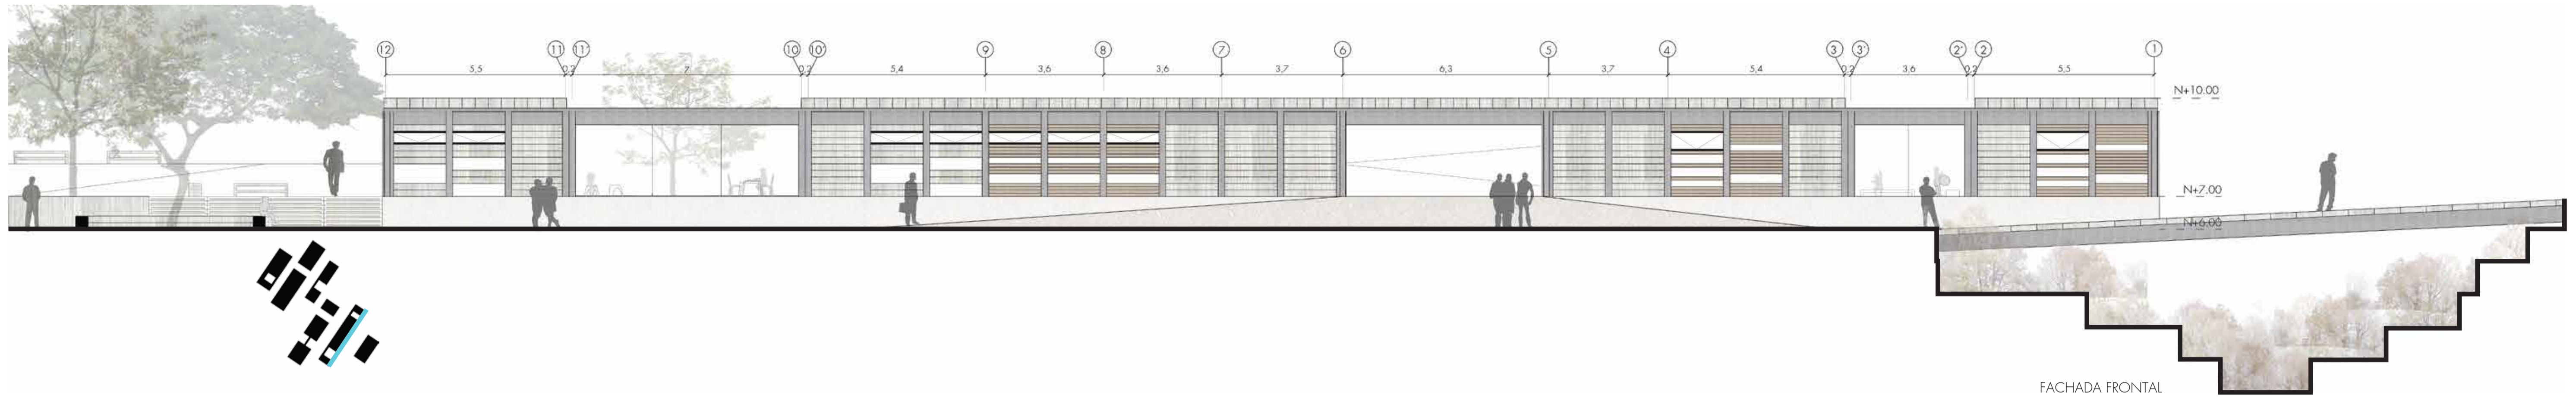 12 11 11' 10 10' 9 8 7 6 5 4 3 3' 2' 2 1
5,5 0,2 7 0,2 5,4 3,6 3,6 3,7 6,3 3,7 5,4 0,2 3,6 0,2 5,5
N+10.00
N+7.00
N+6.00
FACHADA FRONTAL